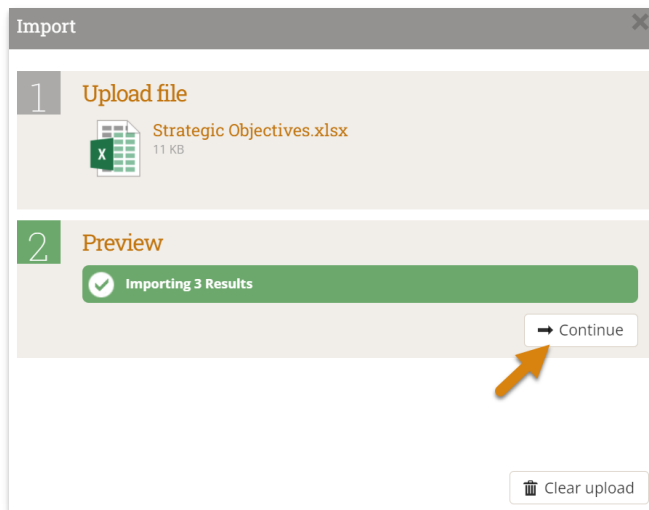 Import
1
Upload file
Strategic Objectives.xlsx
11 KB
X
2
Preview
Importing 3 Results
Continue
Clear upload